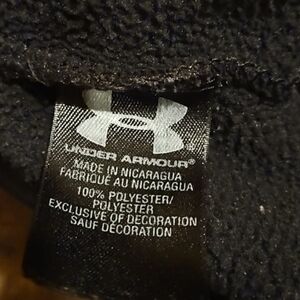 UNDER ARMOUR®
MADE IN NICARAGUA
FABRIQUÉ AU NICARAGUA
100% POLYESTER/
POLYESTER
EXCLUSIVE OF DECORATION
SAUF DÉCORATION